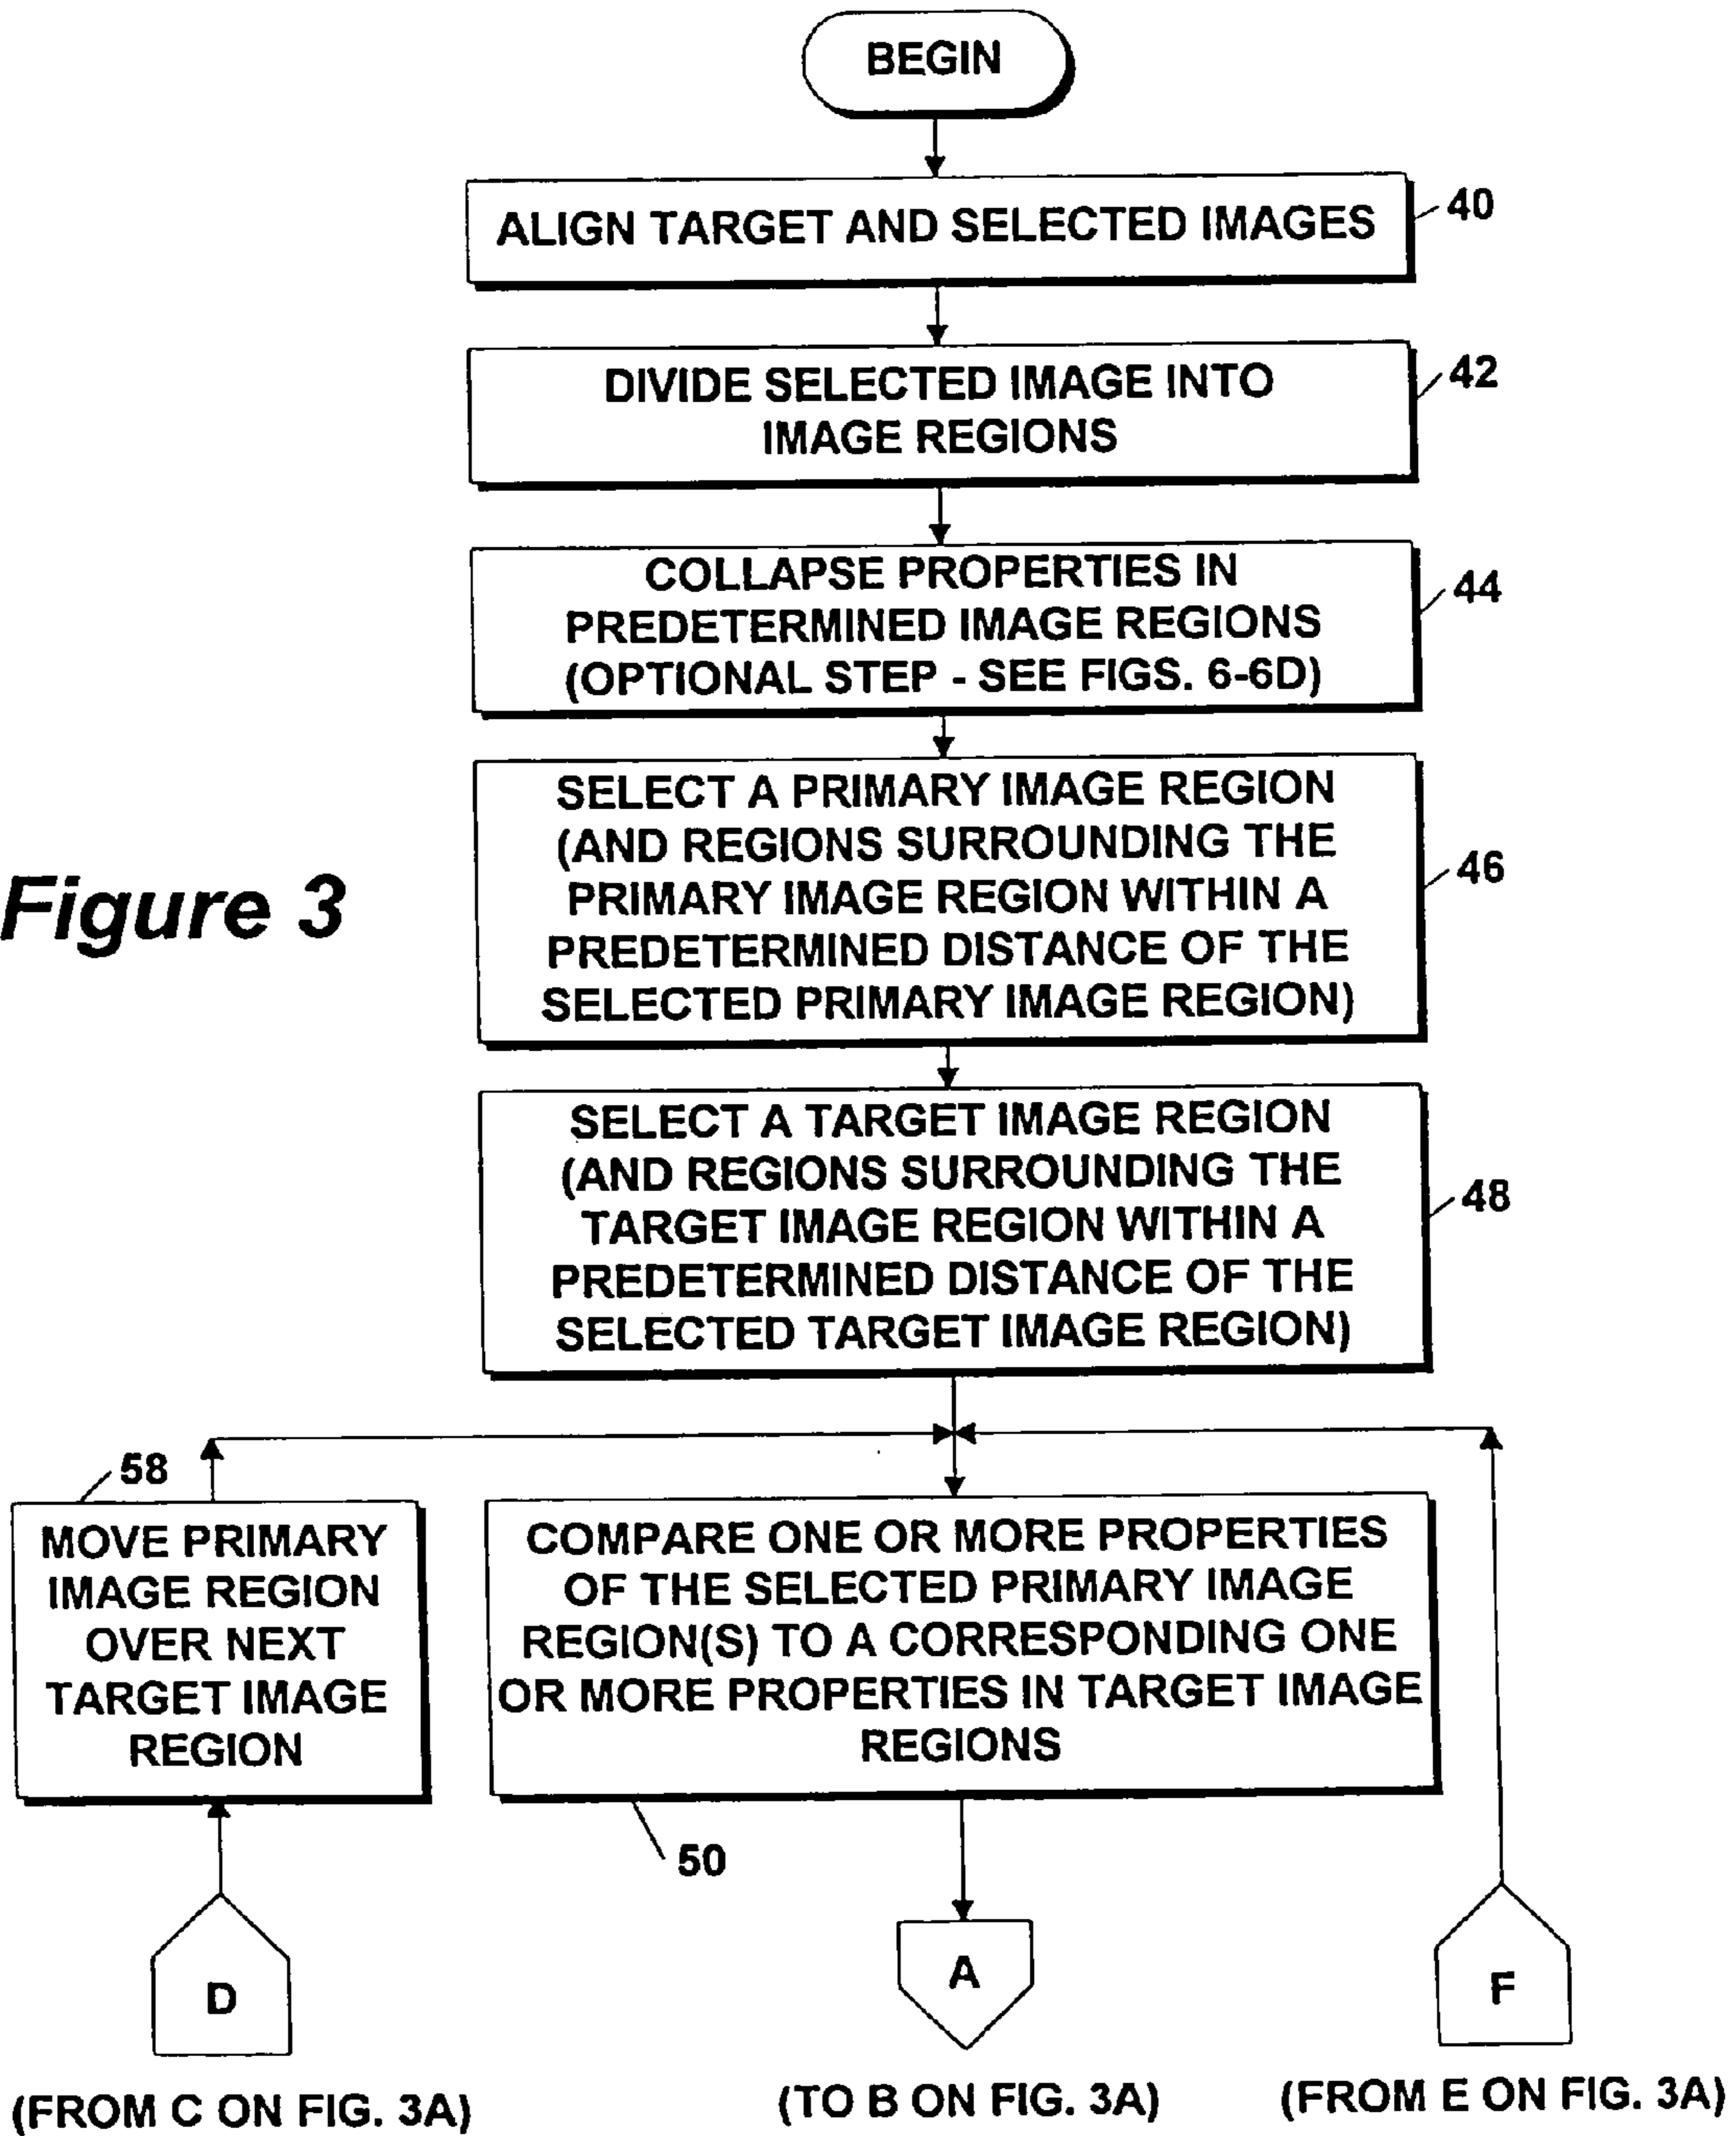 BEGIN
ALIGN TARGET AND SELECTED IMAGES
40
DIVIDE SELECTED IMAGE INTO
IMAGE REGIONS
42
COLLAPSE PROPERTIES IN
PREDETERMINED IMAGE REGIONS
(OPTIONAL STEP - SEE FIGS. 6-6D)
44
SELECT A PRIMARY IMAGE REGION
(AND REGIONS SURROUNDING THE
PRIMARY IMAGE REGION WITHIN A
PREDETERMINED DISTANCE OF THE
SELECTED PRIMARY IMAGE REGION)
46
Figure 3
SELECT A TARGET IMAGE REGION
(AND REGIONS SURROUNDING THE
TARGET IMAGE REGION WITHIN A
PREDETERMINED DISTANCE OF THE
SELECTED TARGET IMAGE REGION)
48
58
MOVE PRIMARY
IMAGE REGION
OVER NEXT
TARGET IMAGE
REGION
COMPARE ONE OR MORE PROPERTIES
OF THE SELECTED PRIMARY IMAGE
REGION(S) TO A CORRESPONDING ONE
OR MORE PROPERTIES IN TARGET IMAGE
REGIONS
50
D
A
F
(FROM C ON FIG. 3A)
(TO B ON FIG. 3A)
(FROM E ON FIG. 3A)